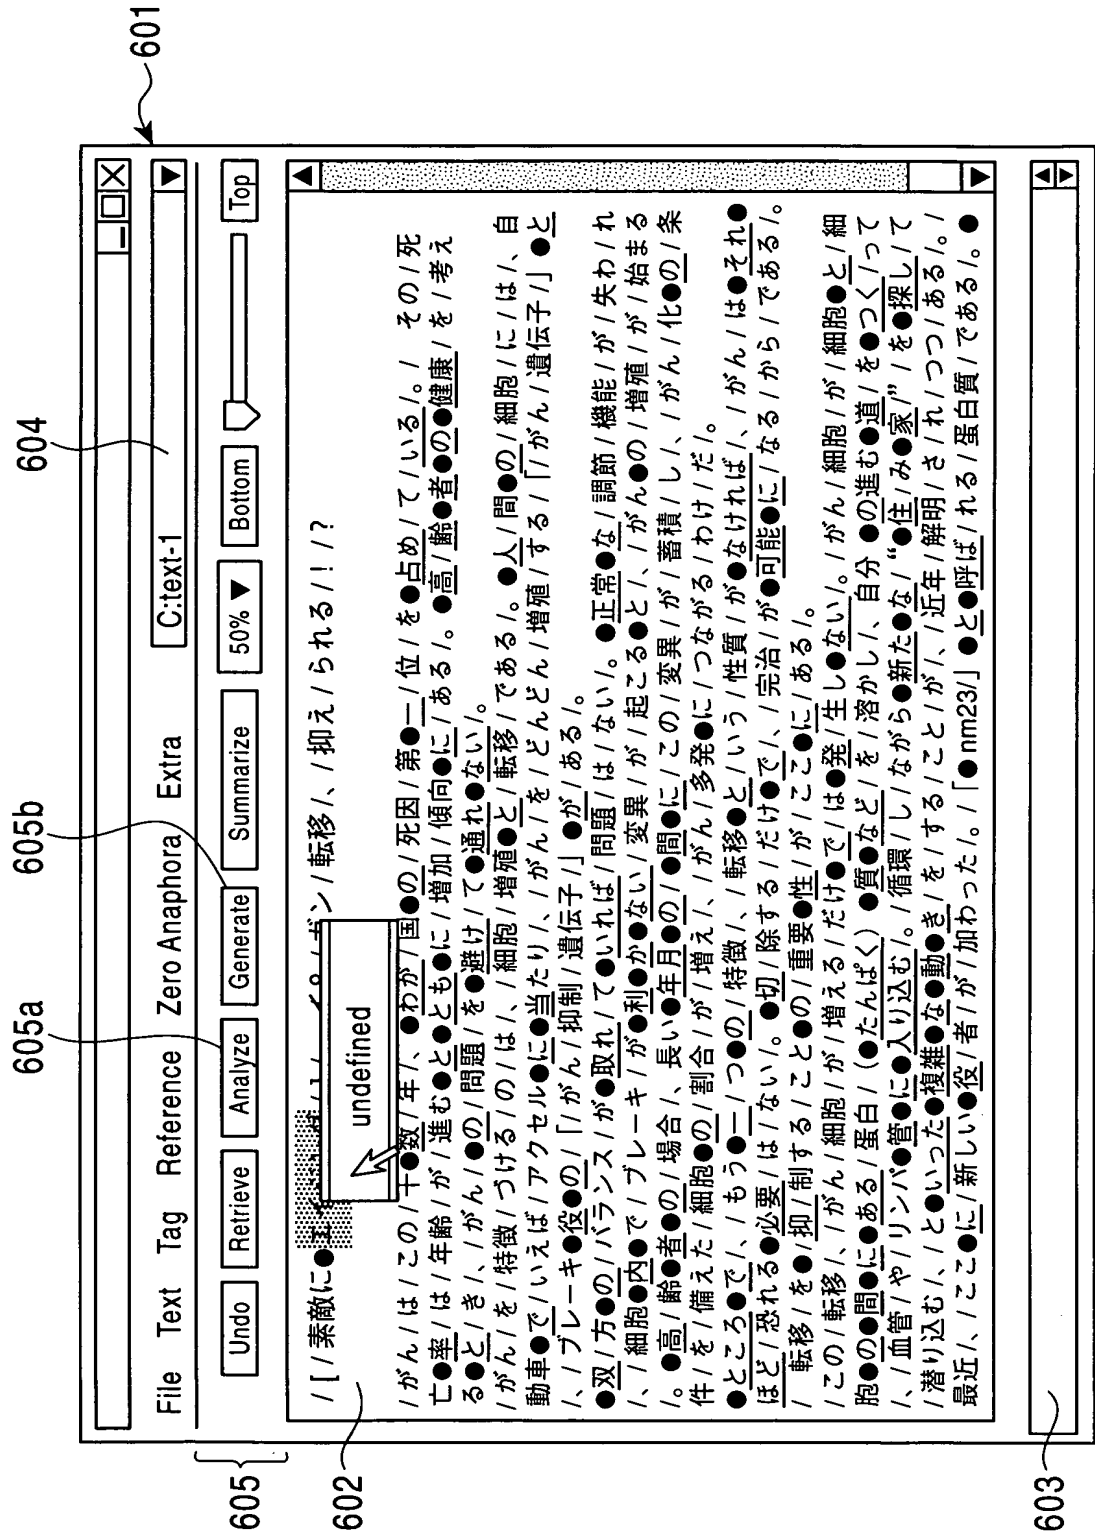 601
604
C:text-1
605b
605a
File Text Tag Reference Zero Anaphora Extra
605
Undo Retrieve Analyze Generate Summarize 50% ▼ Bottom Top
602
/ [ / 素敵に●
ガン / 転移 /、/ 抑え / られる / ! / ?
undefined
/ がん / は / この / 十●数 / 年 /、●わが / 国●の / 死因 / 第●一 / 位 / を●占め / て / いる /。/ その / 死
亡●率 / は / 年齢 / が / 進む●と●とも●に / 増加 / 傾向●に / ある /。●高 / 齢●者●の●健康 / を / 考え
る●と / き /、/ がん / ●の / 問題 / を●避け / て●通れ●ない /。
/ がん / を / 特徴 / づける / の / は /、/ 細胞 / 増殖●と / 転移 / である /。●人 / 間●の / 細胞 / に / は /、自
動車●で / いえば / アクセル●に●当たり /、/ がん / を / どんどん / 増殖 / する / 「 / がん / 遺伝子 / 」●と
/、/ ブレーキ●役●の / 「 / がん / 抑制 / 遺伝子 / 」●が / ある /。
●双 / 方●の / バランス / が●取れ / て●いれば / 問題 / は / ない /。●正常●な / 調節 / 機能 / が / 失わ / れ
/、/ 細胞●内●で / ブレーキ / が●利●か●ない / 変異 / が / 起こる●と /、/ がん●の / 増殖 / が / 始まる
/。●高 / 齢●者●の / 場合 /、長い●年月●の / ●間●に / この / 変異 / が / 蓄積 / し /、/ がん / 化●の / 条
件 / を / 備えた / 細胞●の / 割合 / が / 増え /、/ がん / 多発●に / つながる / わけ / だ /。
●ところ●で /、/ もう●一 / つ●の / 特徴 /、/ 転移●と / いう / 性質 / が●なければ /、/ がん / は●それ●
ほど / 恐れる●必要 / は / ない /。●切 / 除する / だけ●で /、/ 完治 / が●可能●に / なる / から / である /。
/ 転移 / を● / 抑 / 制する / こと●の / 重要●性 / が / ここ●に / ある /。
/ この / 転移 /、/ がん / 細胞 / が / 増える / だけ●で / は●発 / 生し●ない /。/ がん / 細胞 / が / 細胞●と / 細
胞●の●間●に●ある / 蛋白 / (●たんぱく) ●質●など / を / 溶かし /、自分 ●の進む●道 / を●つく / って
/、/ 血管 / や / リンパ●管●に●入り込む /。/ 循環 / し / ながら●新た●な / “●住 / み●家 / ” / を●探し / て
/ 潜り込む /、/ と●いった●複雑●な●動●き / を / する / こと / が /、/ 近年 / 解明 / さ / れ / つつ / ある /。/
最近 /、/ ここ●に / 新しい●役 / 者 / が / 加わった /。/ 「●nm23 / 」●と●呼ば / れる / 蛋白質 / である /。●
603